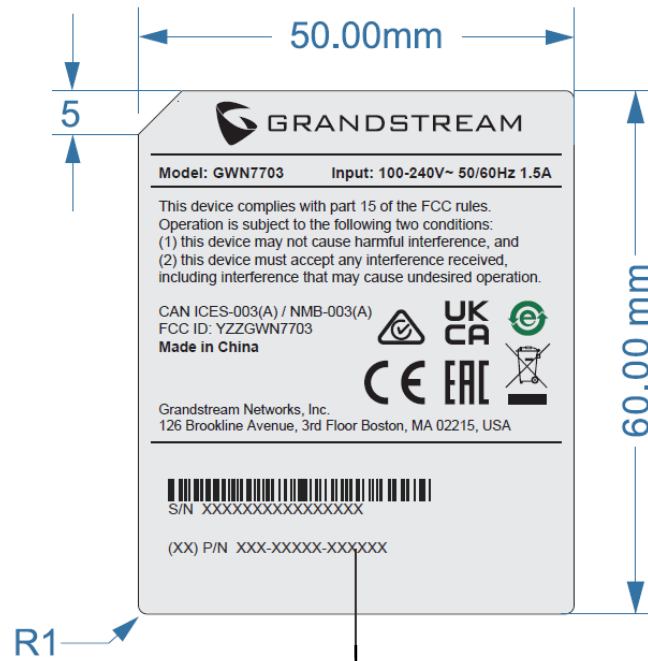 50.00mm
5
GRANDSTREAM
Model: GWN7703 Input: 100-240V~ 50/60Hz 1.5A
This device complies with part 15 of the FCC rules.
Operation is subject to the following two conditions:
(1) this device may not cause harmful interference, and
(2) this device must accept any interference received,
including interference that may cause undesired operation.
CAN ICES-003(A) / NMB-003(A)
FCC ID: YZZGWN7703
Made in China
UK
CA
e
CE EAC
Grandstream Networks, Inc.
126 Brookline Avenue, 3rd Floor Boston, MA 02215, USA
60.00 mm
S/N XXXXXXXXXXXXXXXX
(XX) P/N XXX-XXXXX-XXXXXX
R1